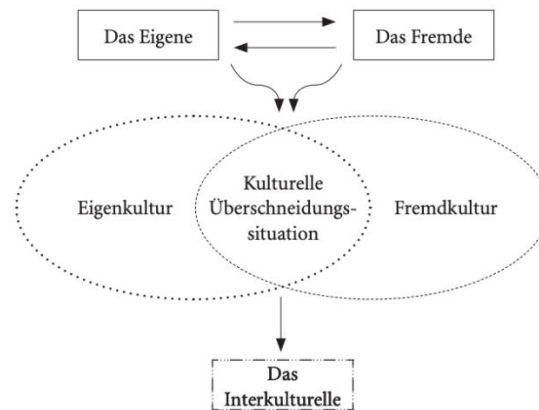 Das Eigene
Das Fremde
Eigenkultur
Kulturelle
Überschneidungs-
situation
Fremdkultur
Das
Interkulturelle